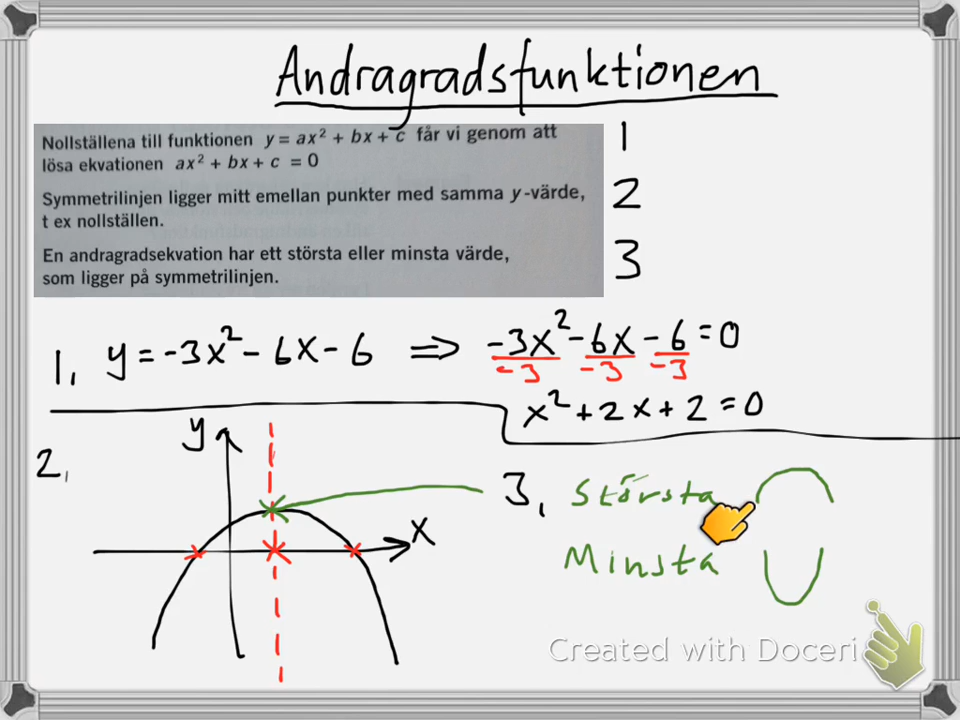 Andragradsfunktionen
Nollställena till funktionen y = ax² + bx + c får vi genom att
lösa ekvationen ax² + bx + c = 0
Symmetrilinjen ligger mitt emellan punkter med samma y-värde,
t ex nollställen.
En andragradsekvation har ett största eller minsta värde,
som ligger på symmetrilinjen.
1
2
3
1, y = -3x² - 6x - 6 => -3x² - 6x - 6 = 0
-3 -3 -3
x² + 2x + 2 = 0
2,
y
x
3, Största
Minsta
Created with Doceri